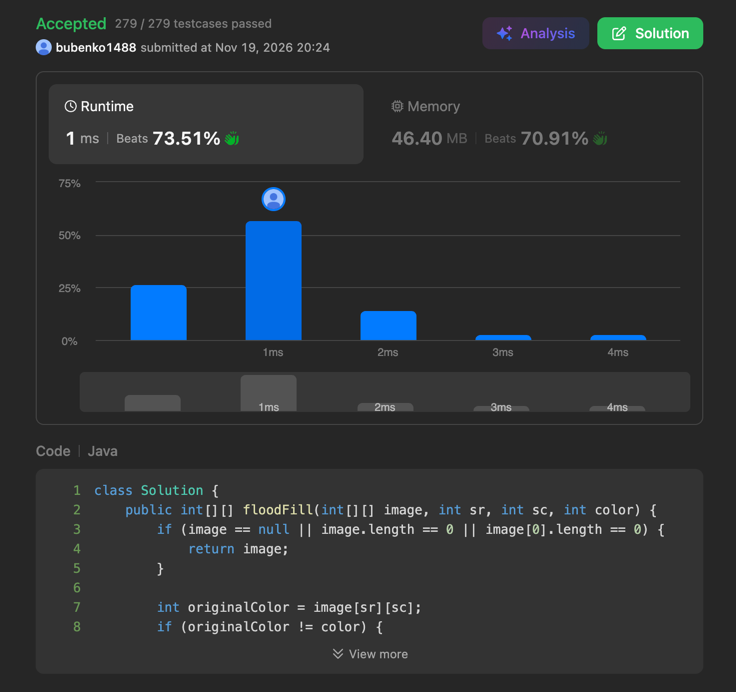 Accepted 279 / 279 testcases passed
bubenko1488 submitted at Nov 19, 2026 20:24
Analysis
Solution
Runtime
1 ms | Beats 73.51%
Memory
46.40 MB | Beats 70.91%
75%
50%
25%
0%
1ms 2ms 3ms 4ms
1ms 2ms 3ms 4ms
Code | Java
1 class Solution {
2     public int[][] floodFill(int[][] image, int sr, int sc, int color) {
3         if (image == null || image.length == 0 || image[0].length == 0) {
4             return image;
5         }
6
7         int originalColor = image[sr][sc];
8         if (originalColor != color) {
View more